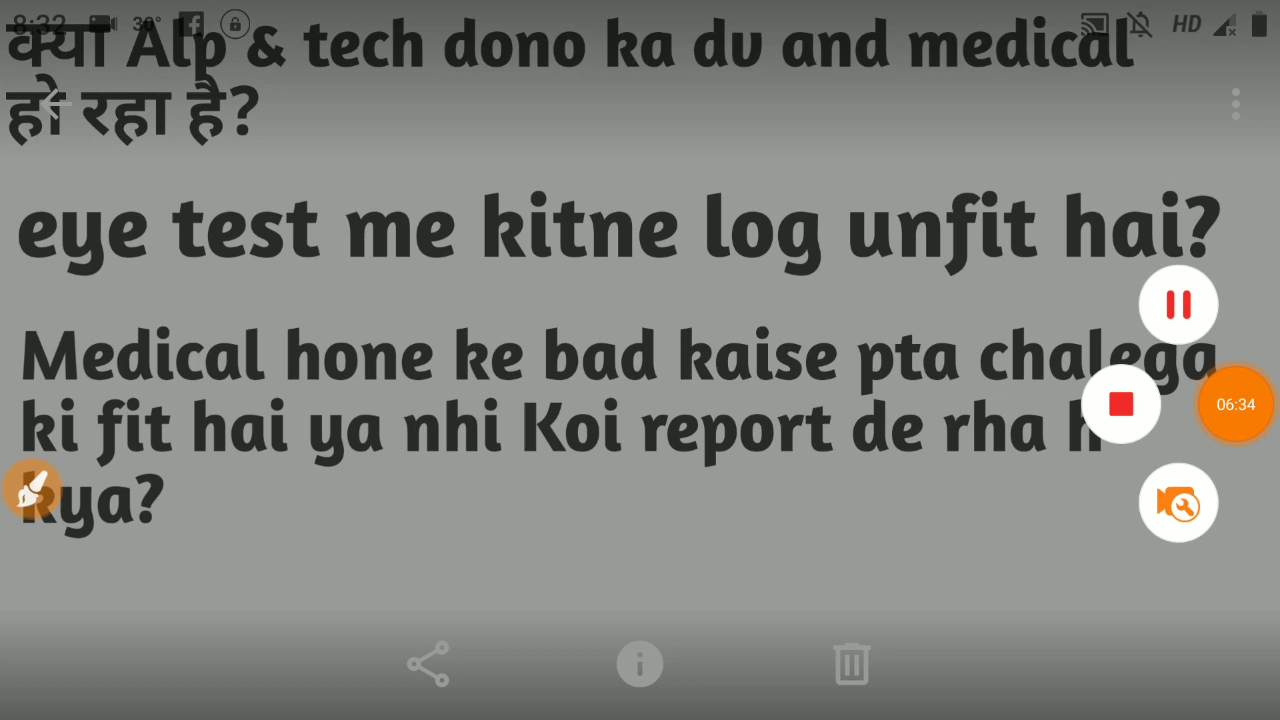 8:32 30° HD
क्या Alp & tech dono ka dv and medical
हो रहा है?
eye test me kitne log unfit hai?
Medical hone ke bad kaise pta chalega
ki fit hai ya nhi Koi report de rha h
06:34
kya?